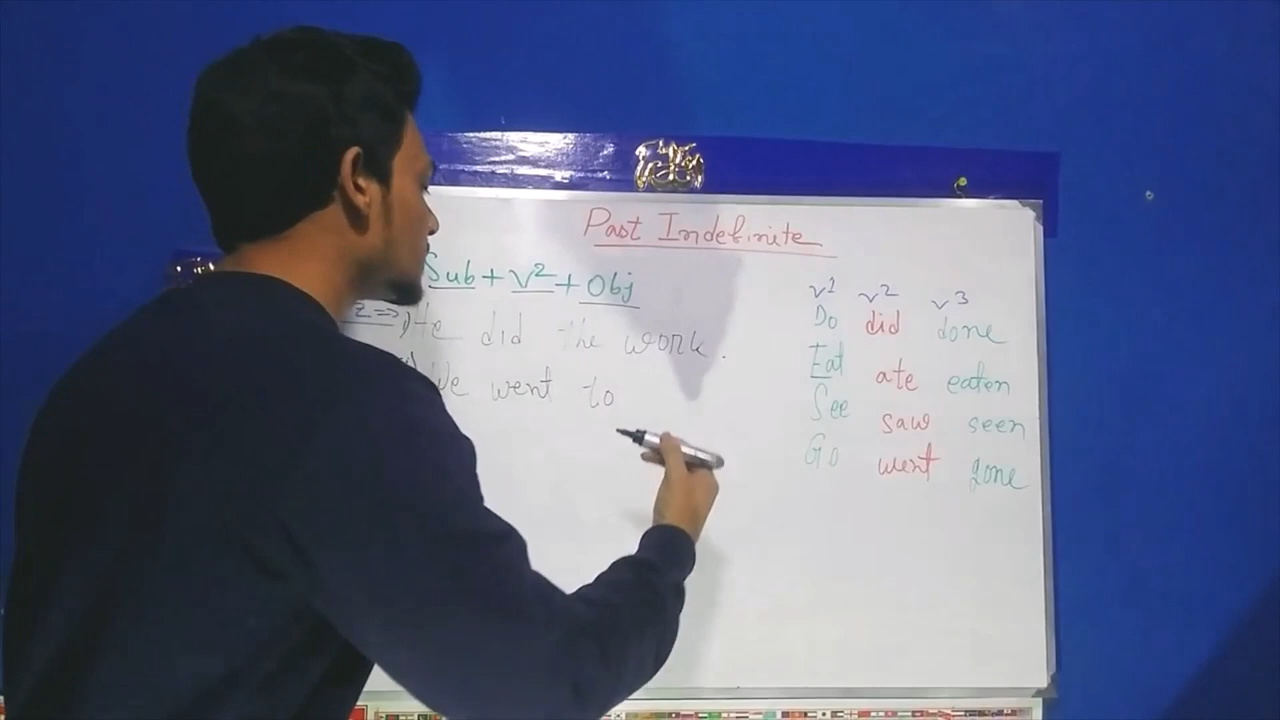 Past Indefinite
Sub + V2 + Obj
He did the work.
We went to
V1 V2 V3
Do did done
Eat ate eaten
See saw seen
Go went gone